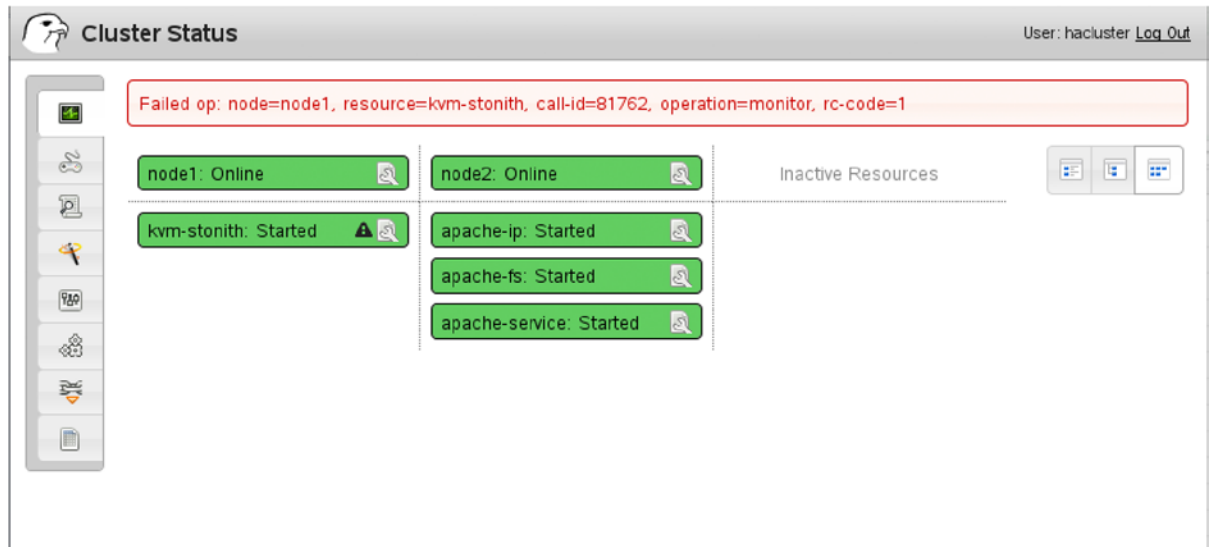 Cluster Status
User: hacluster Log Out
Failed op: node=node1, resource=kvm-stonith, call-id=81762, operation=monitor, rc-code=1
node1: Online
node2: Online
Inactive Resources
kvm-stonith: Started
apache-ip: Started
apache-fs: Started
apache-service: Started